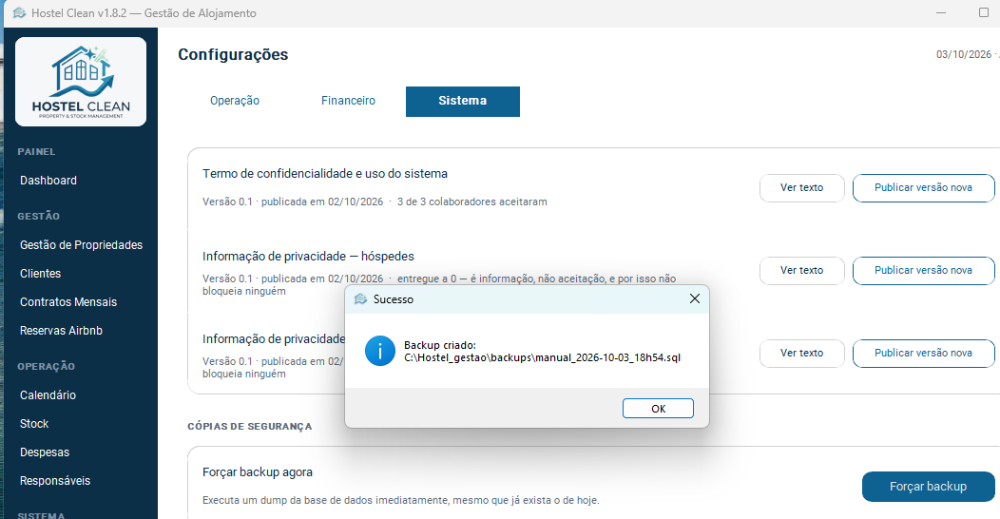 Hostel Clean v1.8.2 — Gestão de Alojamento
HOSTEL CLEAN
PROPERTY & STOCK MANAGEMENT
PAINEL
Dashboard
GESTÃO
Gestão de Propriedades
Clientes
Contratos Mensais
Reservas Airbnb
OPERAÇÃO
Calendário
Stock
Despesas
Responsáveis
SISTEMA
Configurações
03/10/2026 ·
Operação
Financeiro
Sistema
Termo de confidencialidade e uso do sistema
Versão 0.1 · publicada em 02/10/2026 · 3 de 3 colaboradores aceitaram
Ver texto
Publicar versão nova
Informação de privacidade — hóspedes
Versão 0.1 · publicada em 02/10/2026 · entregue a 0 — é informação, não aceitação, e por isso não
bloqueia ninguém
Ver texto
Publicar versão nova
Informação de privacidade
Versão 0.1 · publicada em 02/
bloqueia ninguém
Ver texto
Publicar versão nova
Sucesso
Backup criado:
C:\Hostel_gestao\backups\manual_2026-10-03_18h54.sql
OK
CÓPIAS DE SEGURANÇA
Forçar backup agora
Executa um dump da base de dados imediatamente, mesmo que já exista o de hoje.
Forçar backup